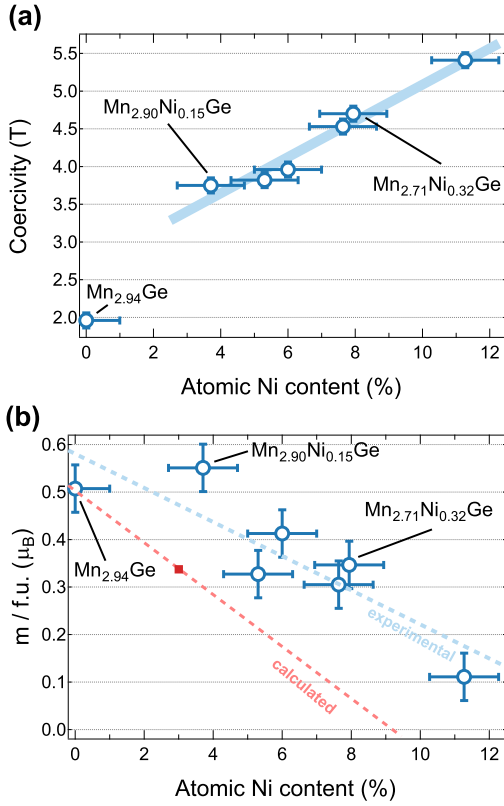 (a)
5.5
5.0
4.5
4.0
3.5
3.0
2.5
2.0
Coercivity (T)
Mn2.90Ni0.15Ge
Mn2.71Ni0.32Ge
Mn2.94Ge
0 2 4 6 8 10 12
Atomic Ni content (%)
(b)
0.6
0.5
0.4
0.3
0.2
0.1
0.0
m / f.u. (μB)
Mn2.90Ni0.15Ge
Mn2.71Ni0.32Ge
Mn2.94Ge
experimental
calculated
0 2 4 6 8 10 12
Atomic Ni content (%)